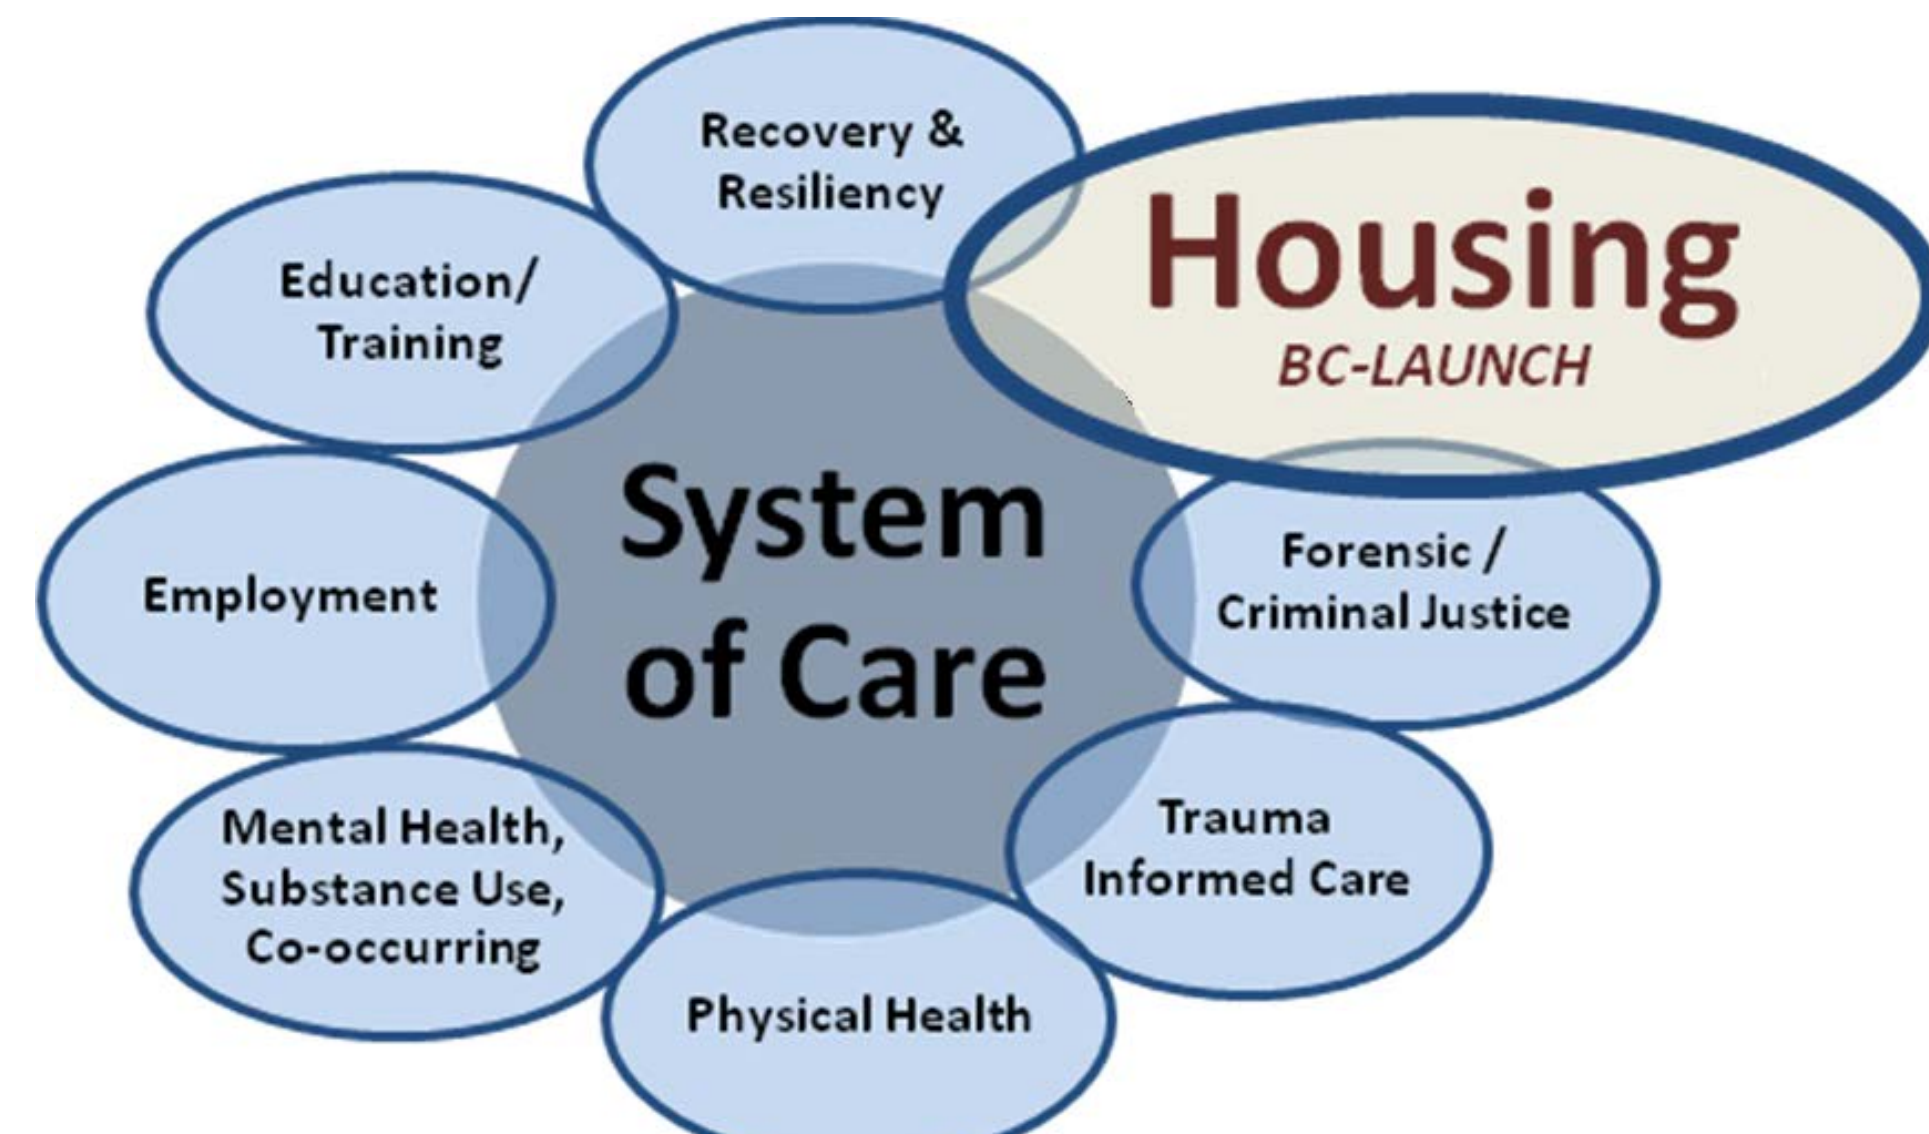 Recovery &
Resiliency
Housing
BC-LAUNCH
Education/
Training
System
of Care
Forensic /
Criminal Justice
Employment
Trauma
Informed Care
Mental Health,
Substance Use,
Co-occurring
Physical Health